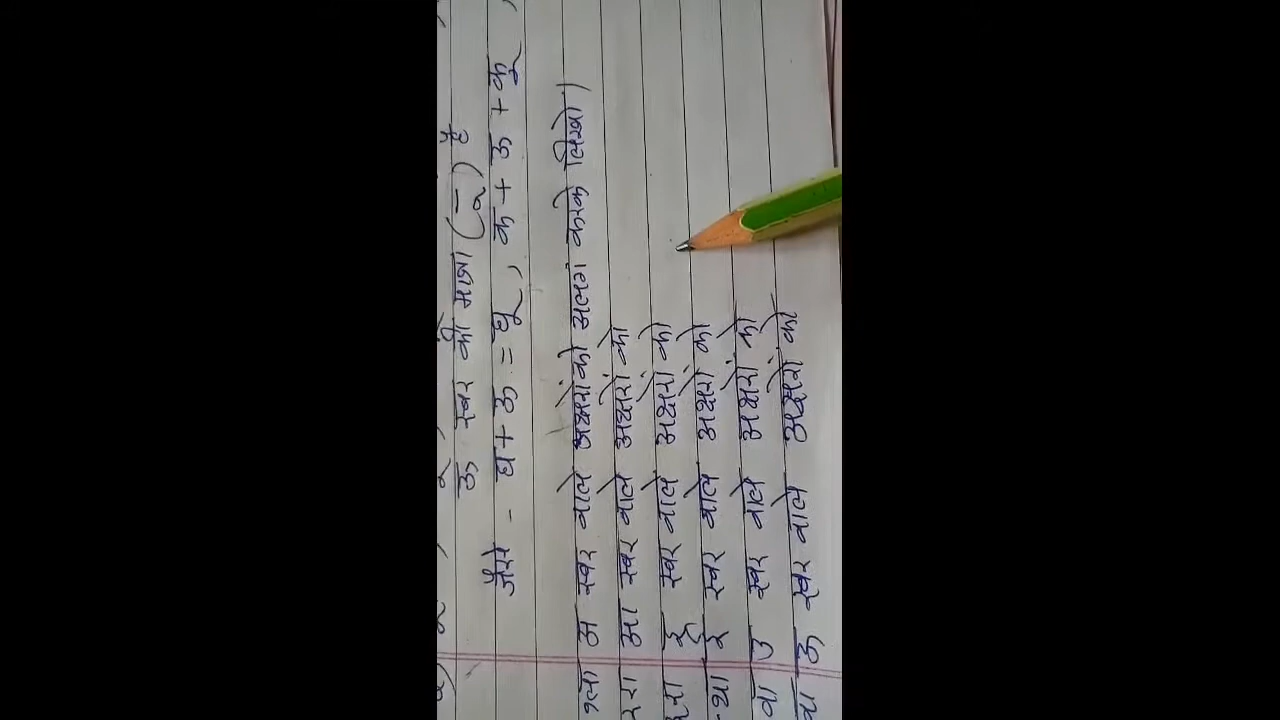 ऊ स्वर की मात्रा ( ू ) है
जैसे - घ + ऊ = घू , क + ऊ + कू ,
अ स्वर वाले अक्षरों को अलग करके लिखो।
आ स्वर वाले अक्षरों को
इ स्वर वाले अक्षरों को
स्वर वाले अक्षरों को
उ स्वर वाले अक्षरों को
ऊ स्वर वाले अक्षरों को